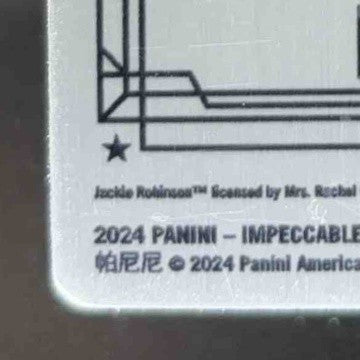 Jackie Robinson™ licensed by Mrs. Rachel
2024 PANINI – IMPECCABLE
帕尼尼 © 2024 Panini America